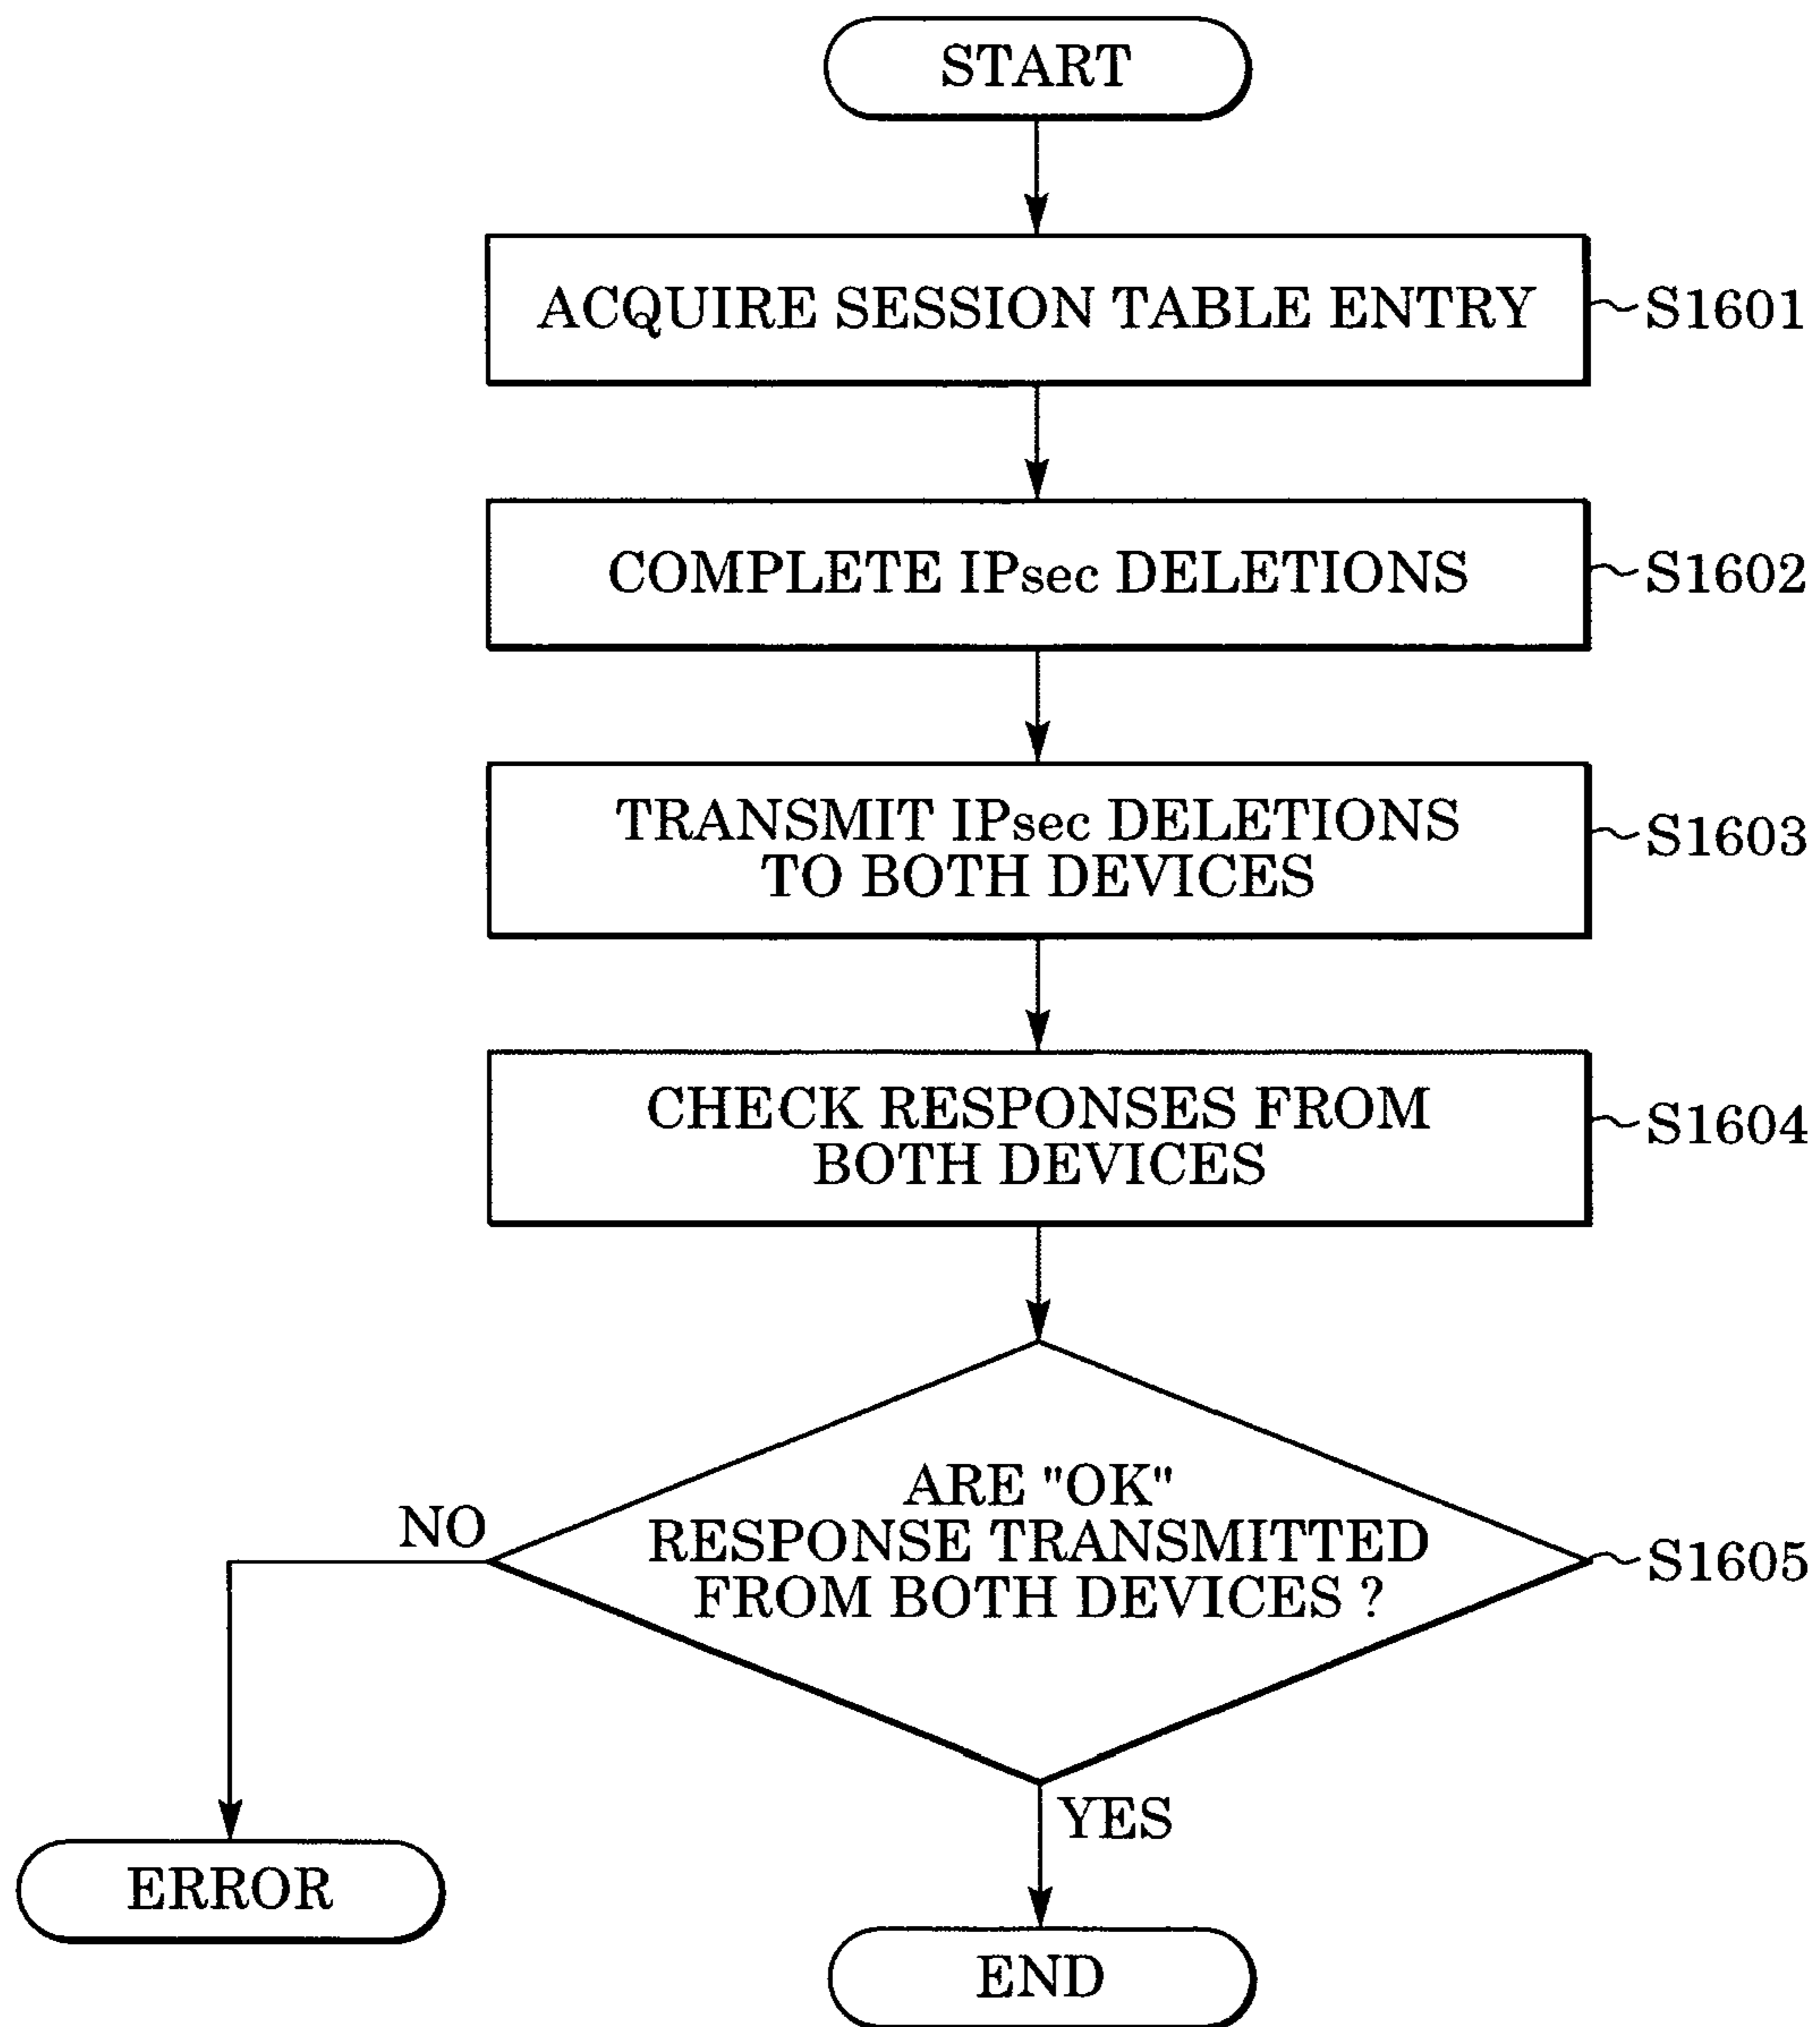 START
ACQUIRE SESSION TABLE ENTRY
S1601
COMPLETE IPsec DELETIONS
S1602
TRANSMIT IPsec DELETIONS
TO BOTH DEVICES
S1603
CHECK RESPONSES FROM
BOTH DEVICES
S1604
ARE "OK"
RESPONSE TRANSMITTED
FROM BOTH DEVICES ?
S1605
NO
YES
ERROR
END